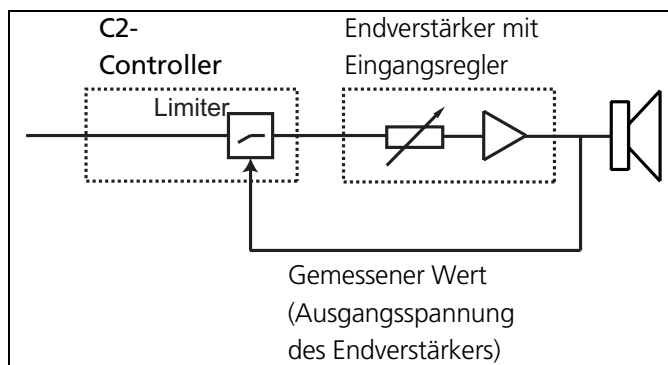 C2-
Controller
Endverstärker mit
Eingangsregler
Limiter
Gemessener Wert
(Ausgangsspannung
des Endverstärkers)